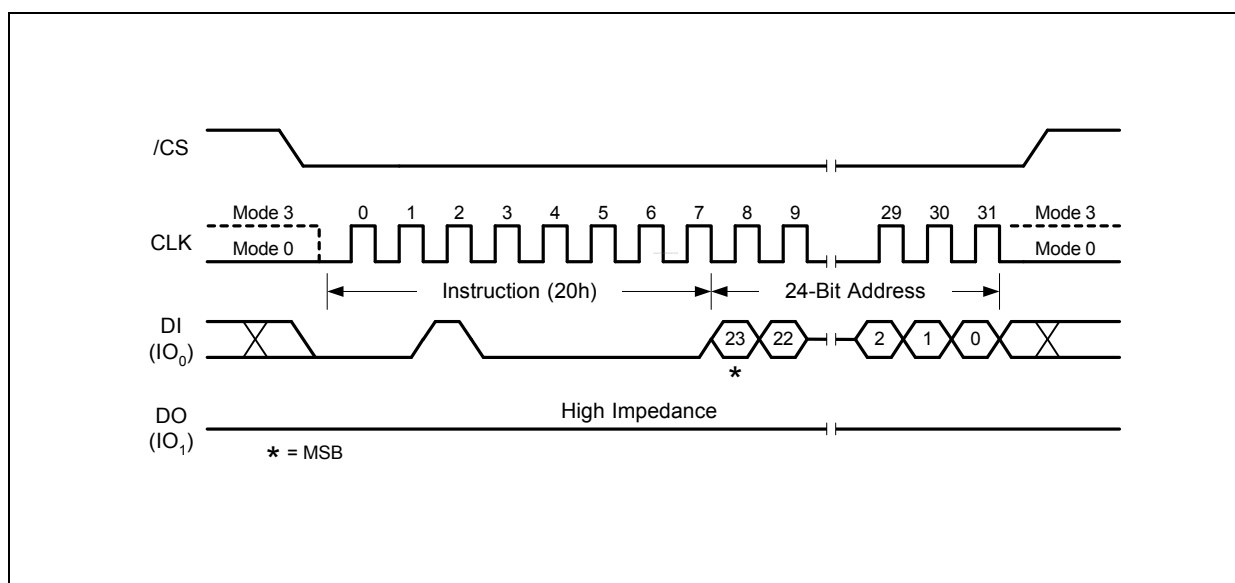 /CS
Mode 3 0 1 2 3 4 5 6 7 8 9 29 30 31 Mode 3
CLK
Mode 0 Mode 0
Instruction (20h) 24-Bit Address
DI
(IO₀)
23 22 2 1 0
*
High Impedance
DO
(IO₁)
* = MSB